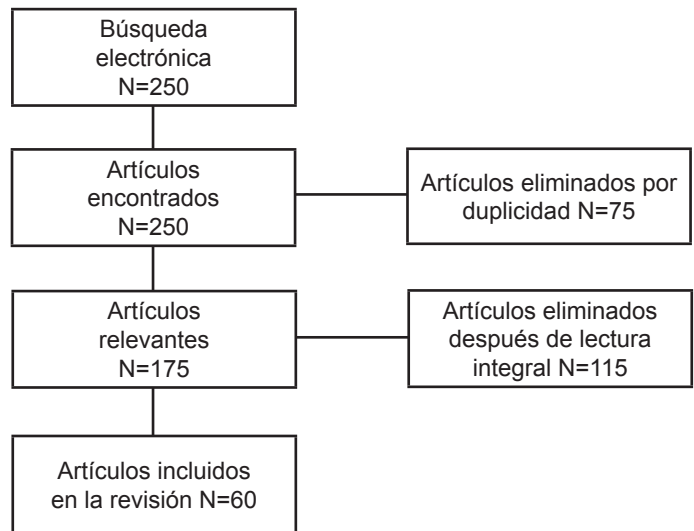 Búsqueda
electrónica
N=250
Artículos
encontrados
N=250
Artículos eliminados por
duplicidad N=75
Artículos
relevantes
N=175
Artículos eliminados
después de lectura
integral N=115
Artículos incluidos
en la revisión N=60